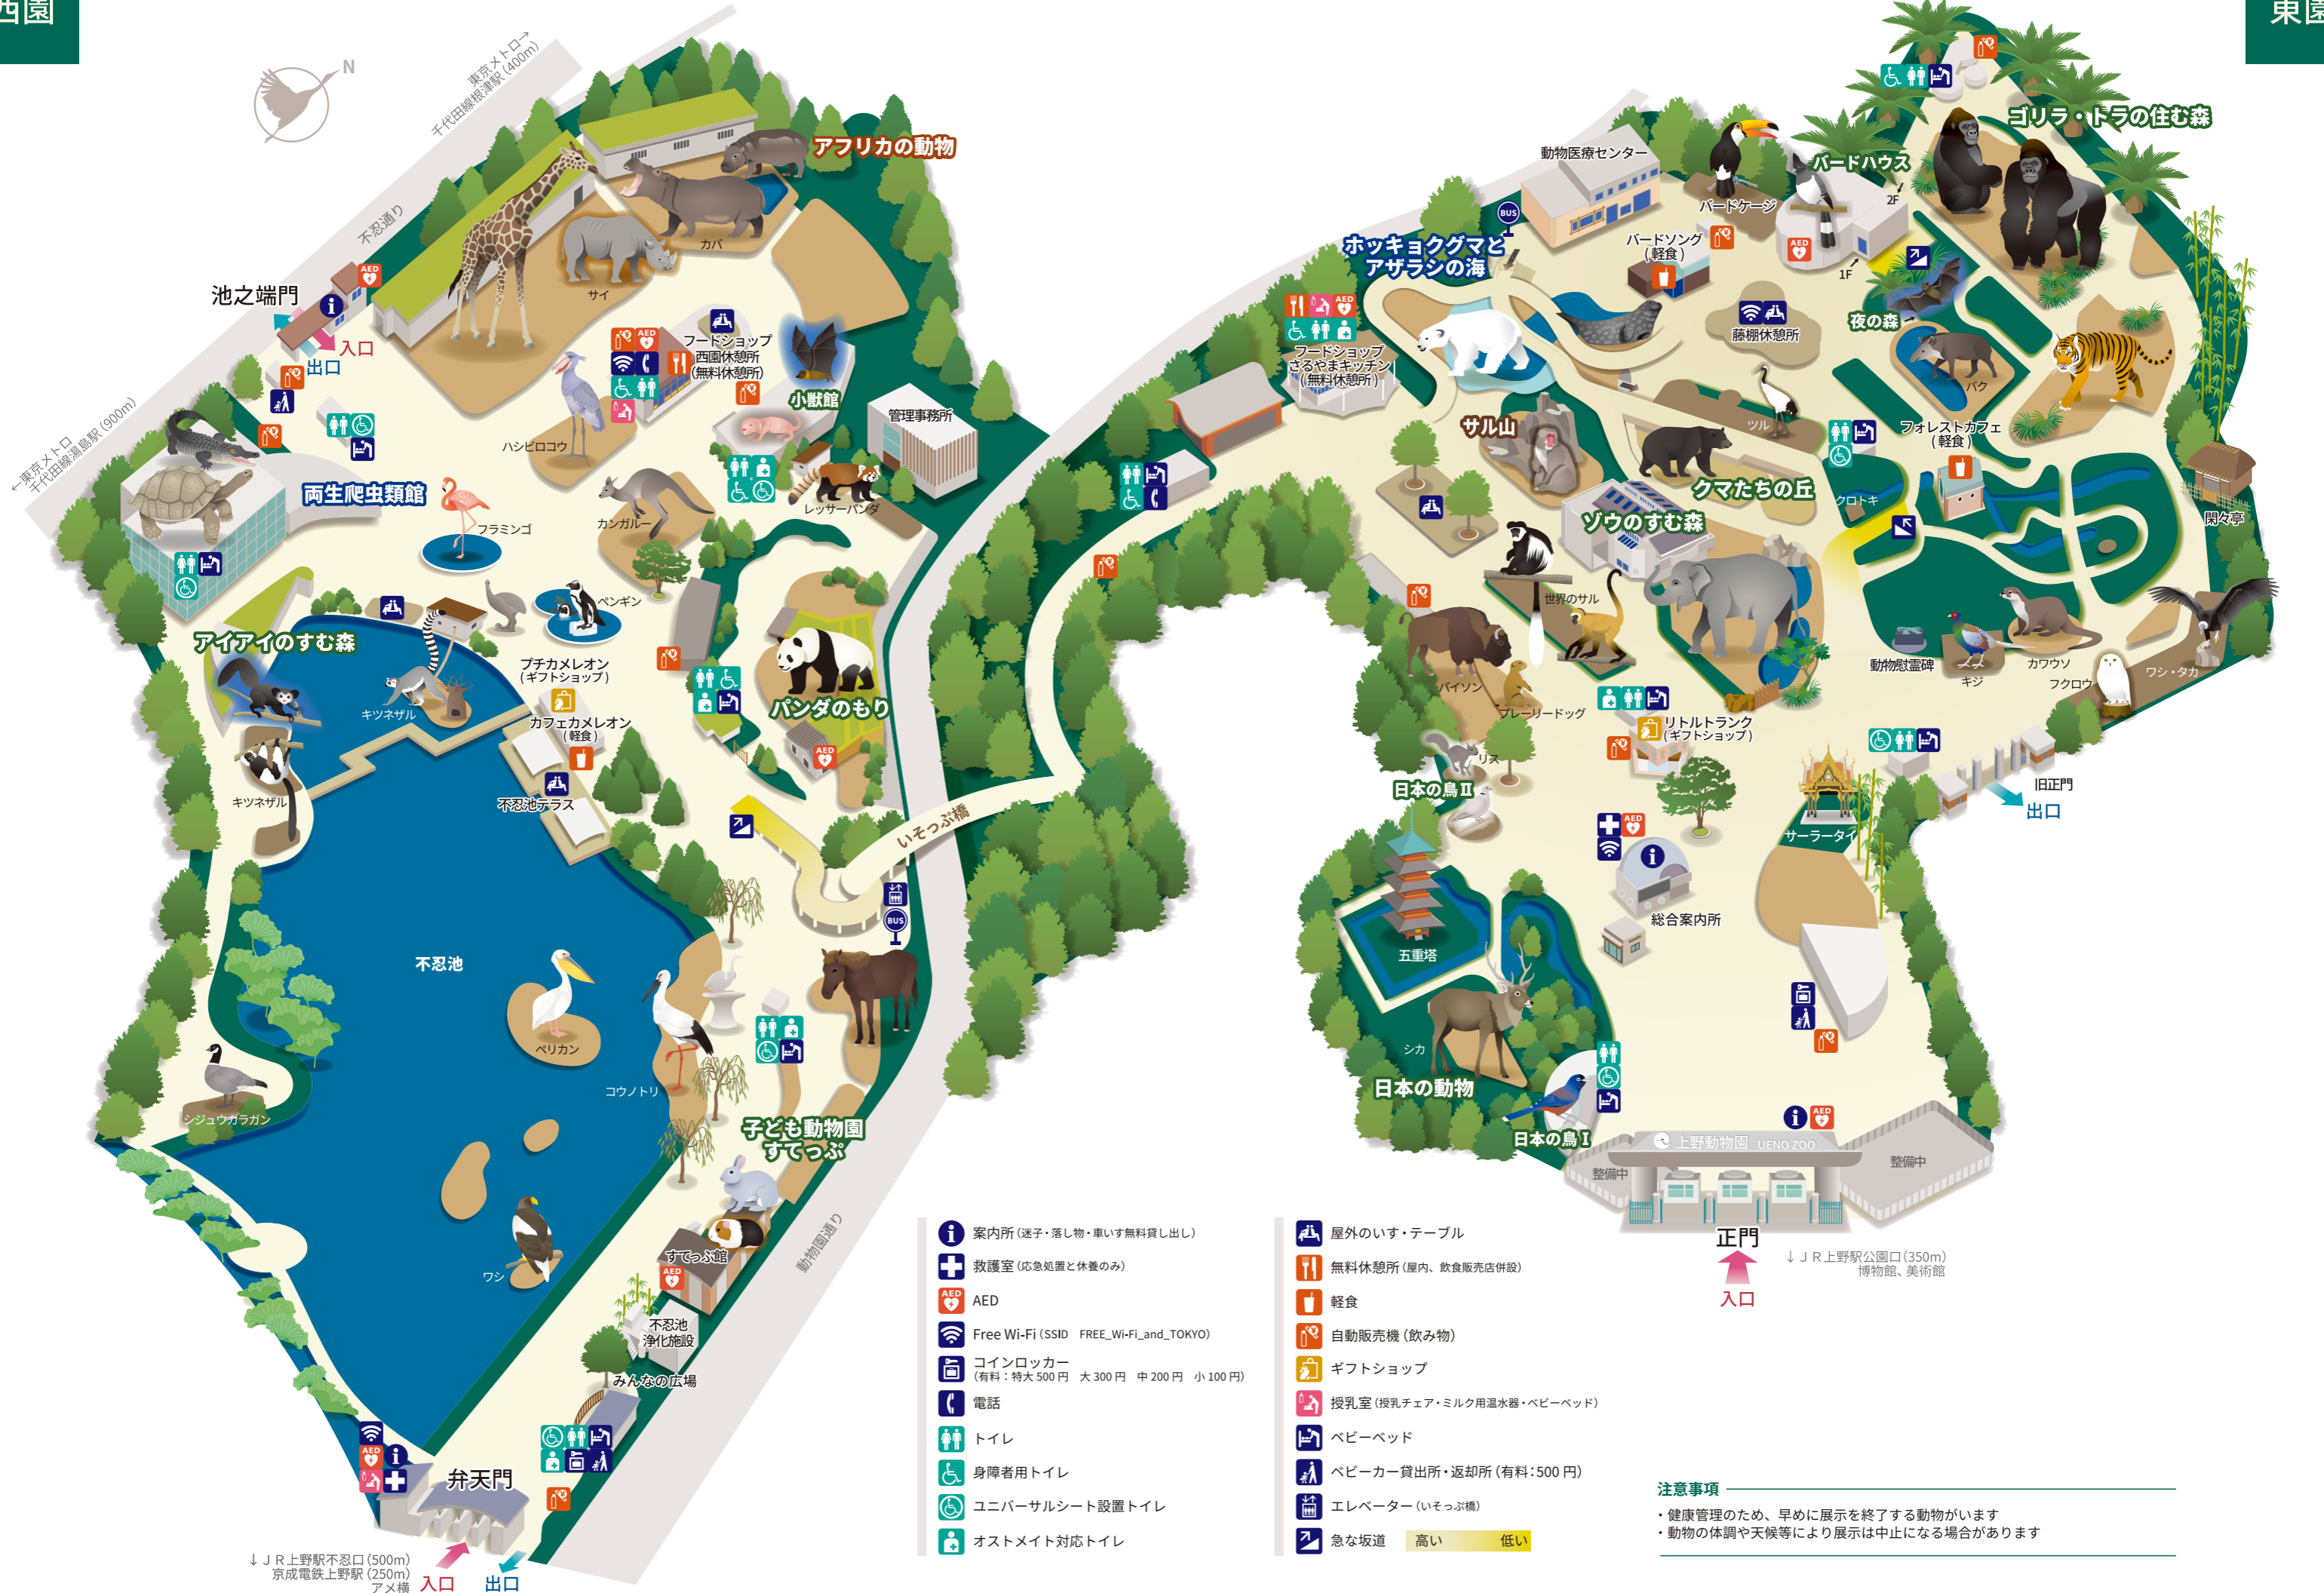 西園
東園
N
東京メトロ→
千代田線根津駅（400m）
不忍通り
アフリカの動物
カバ
サイ
池之端門
入口
出口
AED
←東京メトロ
千代田線湯島駅（900m）
フードショップ
西園休憩所
（無料休憩所）
AED
小獣館
管理事務所
ハシビロコウ
両生爬虫類館
フラミンゴ
カンガルー
レッサーパンダ
ペンギン
アイアイのすむ森
キツネザル
キツネザル
プチカメレオン
（ギフトショップ）
カフェカメレオン
（軽食）
不忍池テラス
パンダのもり
AED
いそっぷ橋
BUS
不忍池
ペリカン
コウノトリ
シジュウカラガン
ワシ
子ども動物園
すてっぷ
すてっぷ館
AED
動物園通り
不忍池
浄化施設
みんなの広場
AED
弁天門
↓ＪＲ上野駅不忍口（500m）
京成電鉄上野駅（250m）
アメ横
入口
出口
動物医療センター
BUS
ホッキョクグマと
アザラシの海
バードケージ
バードハウス
2F
1F
AED
ゴリラ・トラの住む森
バードソング
（軽食）
藤棚休憩所
夜の森
バク
AED
フードショップ
さるやまキッチン
（無料休憩所）
サル山
ツル
フォレストカフェ
（軽食）
クマたちの丘
クロトキ
閑々亭
ゾウのすむ森
世界のサル
バイソン
プレーリードッグ
動物慰霊碑
キジ
カワウソ
フクロウ
ワシ・タカ
リトルトランク
（ギフトショップ）
リス
日本の鳥Ⅱ
旧正門
出口
サーラータイ
AED
総合案内所
五重塔
シカ
日本の動物
日本の鳥Ⅰ
AED
上野動物園 UENO ZOO
整備中
整備中
正門
入口
↓ＪＲ上野駅公園口（350m）
博物館、美術館
案内所（迷子・落し物・車いす無料貸し出し）
救護室（応急処置と休養のみ）
AED AED
Free Wi-Fi（SSID FREE_Wi-Fi_and_TOKYO）
コインロッカー
（有料：特大 500 円 大 300 円 中 200 円 小 100 円）
電話
トイレ
身障者用トイレ
ユニバーサルシート設置トイレ
オストメイト対応トイレ
屋外のいす・テーブル
無料休憩所（屋内、飲食販売店併設）
軽食
自動販売機（飲み物）
ギフトショップ
授乳室（授乳チェア・ミルク用温水器・ベビーベッド）
ベビーベッド
ベビーカー貸出所・返却所（有料：500 円）
エレベーター（いそっぷ橋）
急な坂道 高い 低い
注意事項
・健康管理のため、早めに展示を終了する動物がいます
・動物の体調や天候等により展示は中止になる場合があります